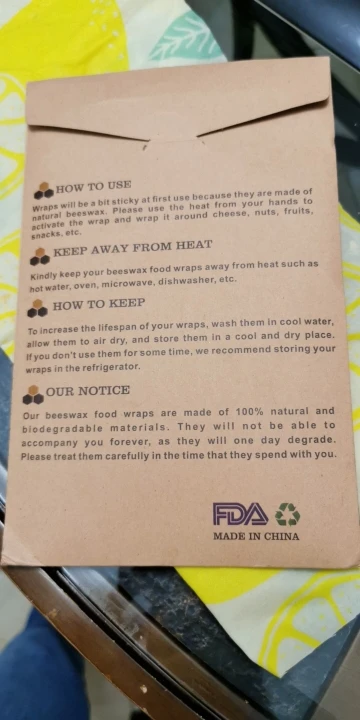 HOW TO USE
Wraps will be a bit sticky at first use because they are made of
natural beeswax. Please use the heat from your hands to
activate the wrap and wrap it around cheese, nuts, fruits,
snacks, etc.
KEEP AWAY FROM HEAT
Kindly keep your beeswax food wraps away from heat such as
hot water, oven, microwave, dishwasher, etc.
HOW TO KEEP
To increase the lifespan of your wraps, wash them in cool water,
allow them to air dry, and store them in a cool and dry place.
If you don't use them for some time, we recommend storing your
wraps in the refrigerator.
OUR NOTICE
Our beeswax food wraps are made of 100% natural and
biodegradable materials. They will not be able to
accompany you forever, as they will one day degrade.
Please treat them carefully in the time that they spend with you.
FDA
MADE IN CHINA